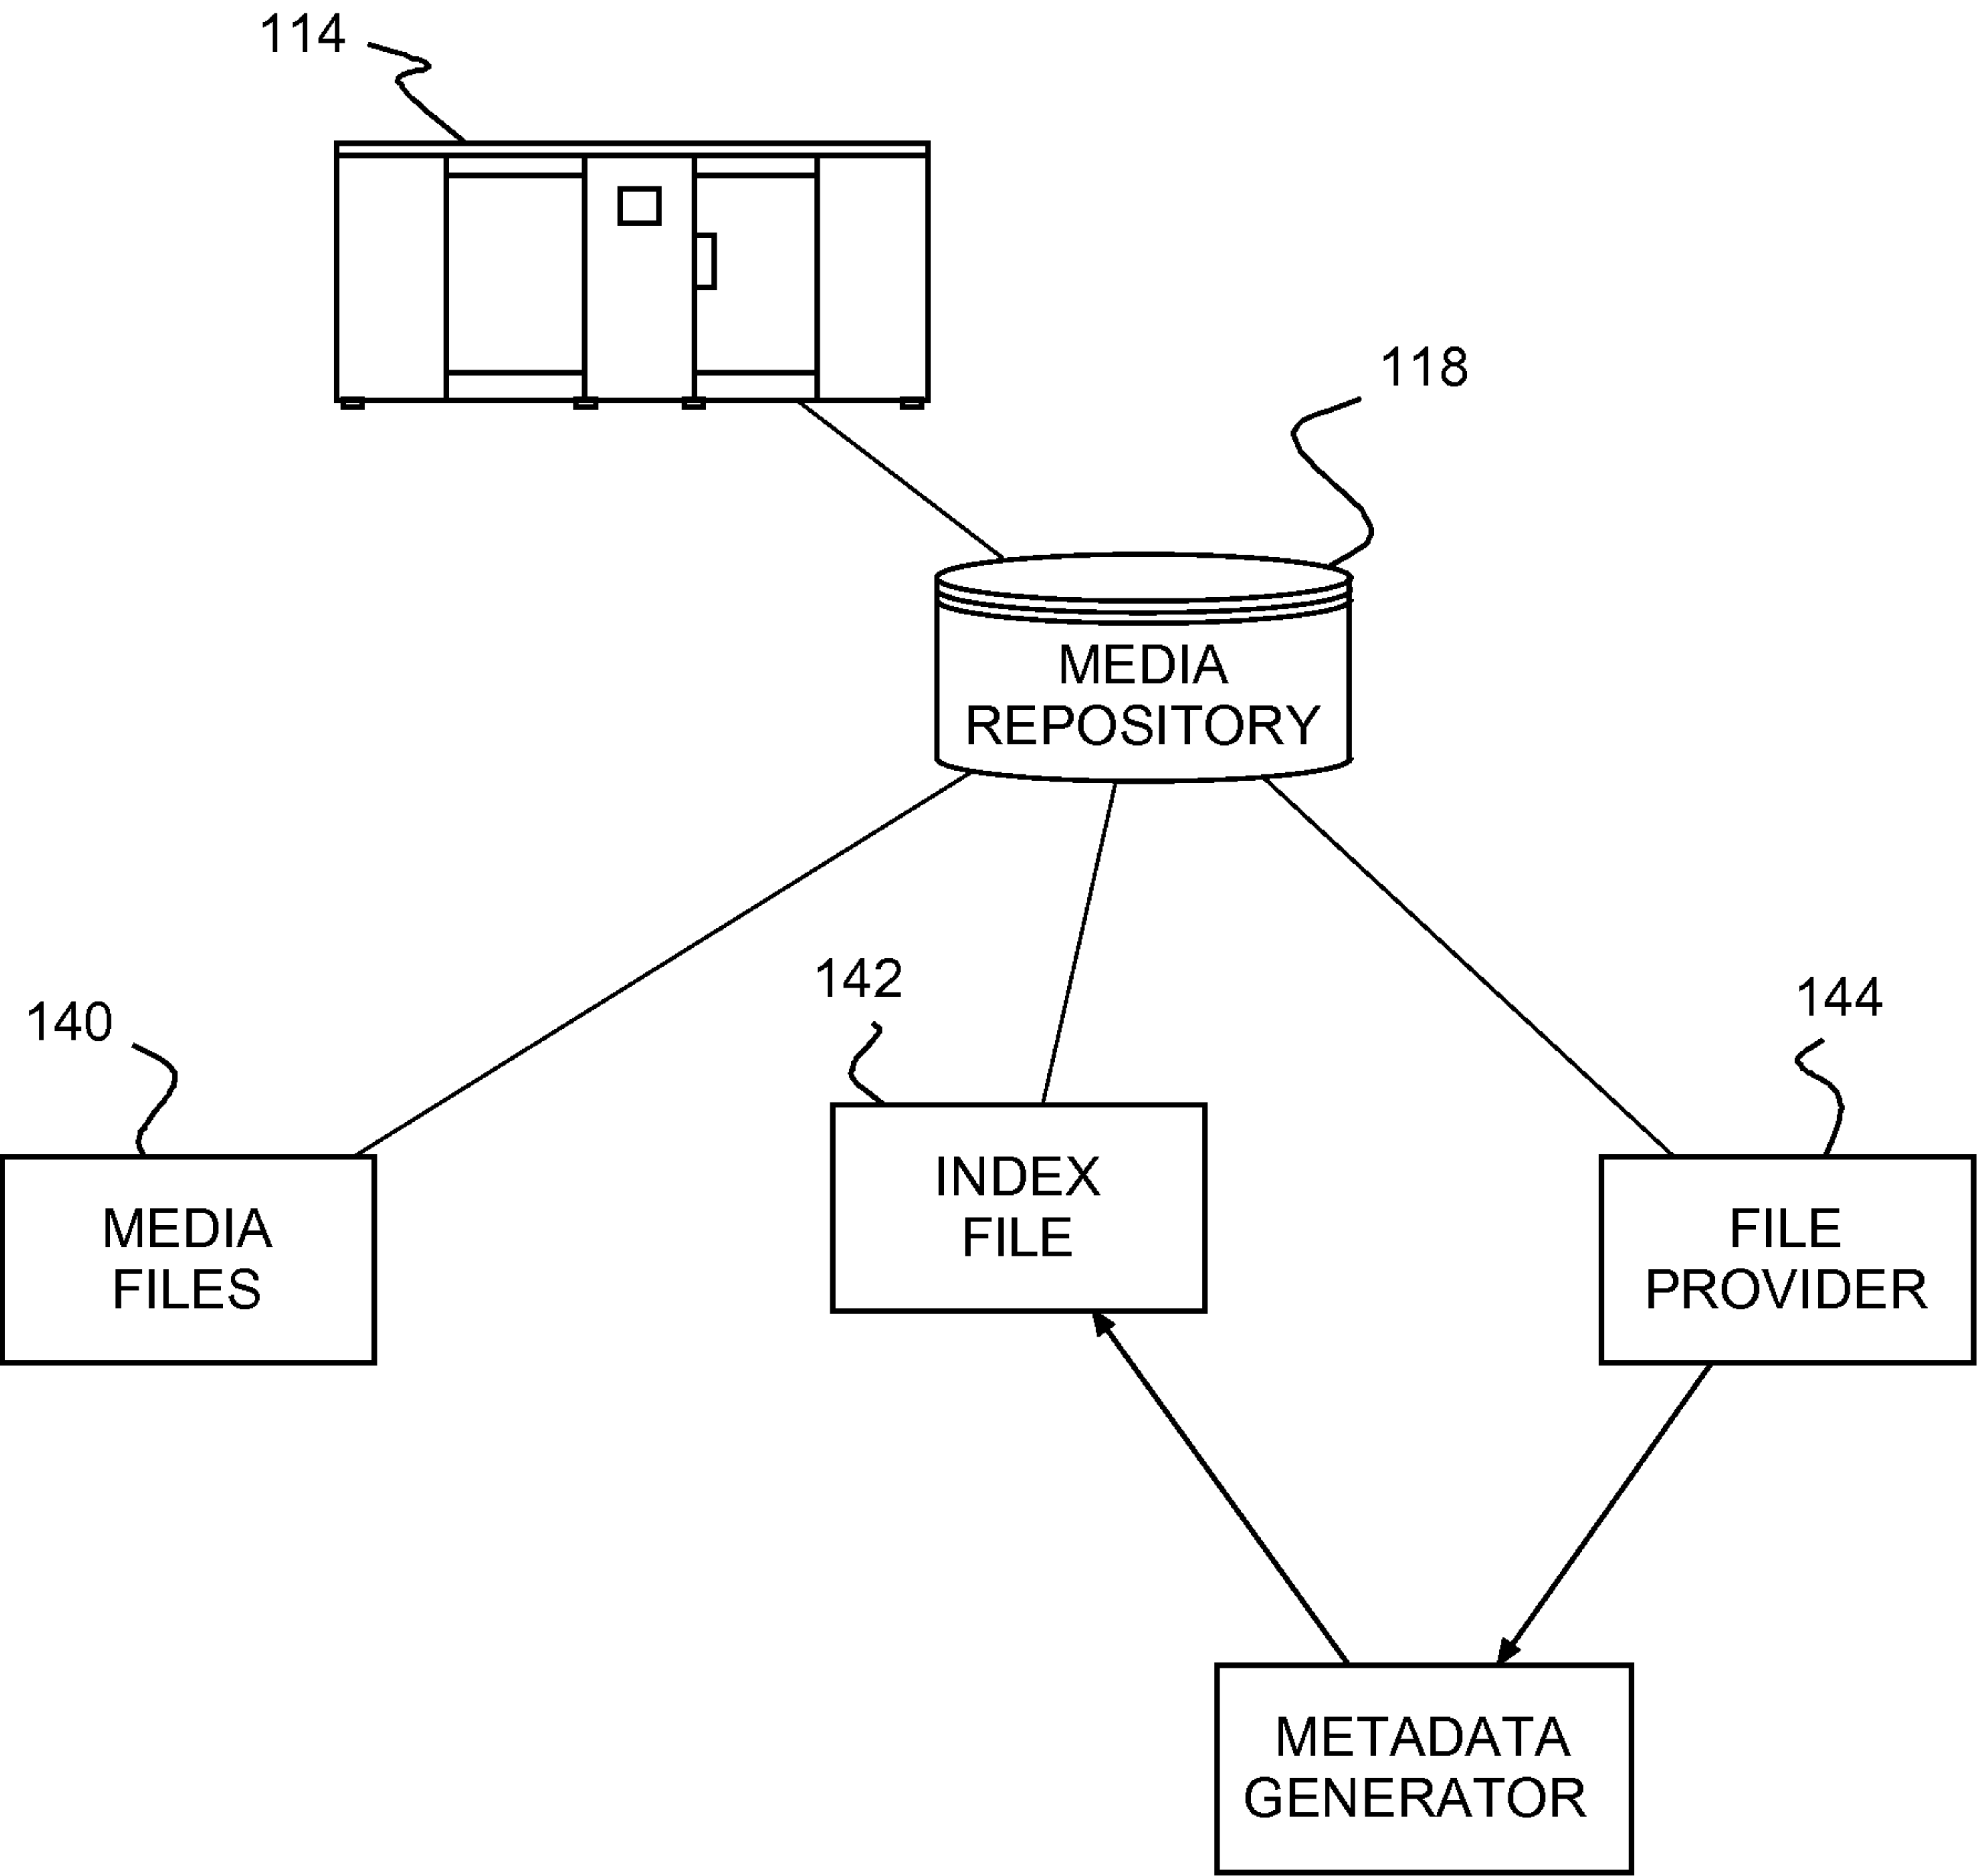 114
118
MEDIA
REPOSITORY
142
144
140
INDEX
FILE
MEDIA
FILES
FILE
PROVIDER
METADATA
GENERATOR